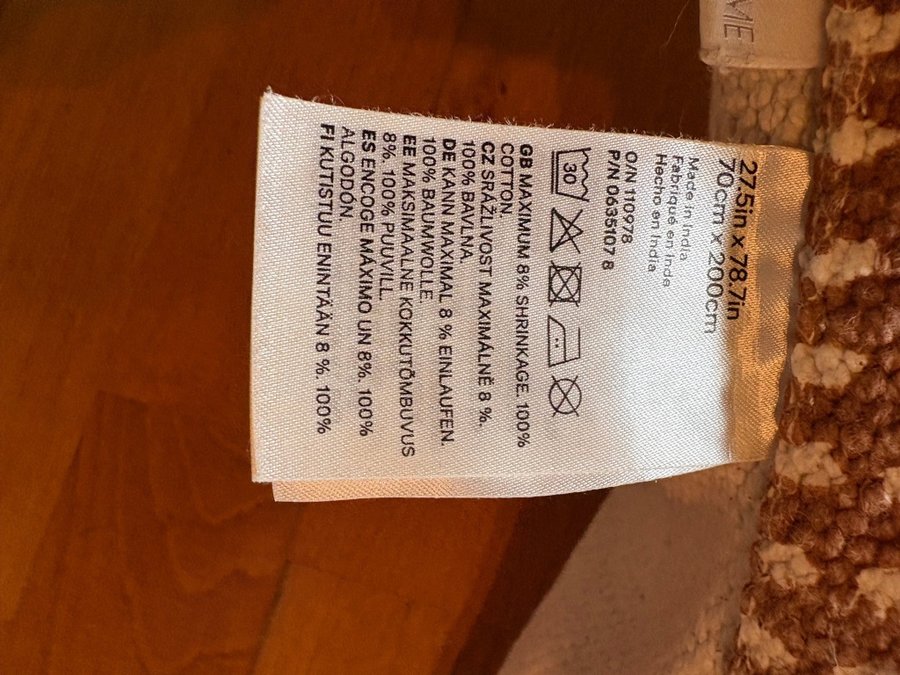 27.5in x 78.7in
70cm x 200cm
Made in India
Fabriqué en Inde
Hecho en India
O/N 110978
P/N 0635107 8
30
GB MAXIMUM 8% SHRINKAGE. 100%
COTTON.
CZ SRÁŽLIVOST MAXIMÁLNĚ 8 %.
100% BAVLNA.
DE KANN MAXIMAL 8 % EINLAUFEN.
100% BAUMWOLLE.
EE MAKSIMAALNE KOKKUTÕMBUVUS
8%. 100% PUUVILL.
ES ENCOGE MÁXIMO UN 8%. 100%
ALGODÓN.
FI KUTISTUU ENINTÄÄN 8 %. 100%